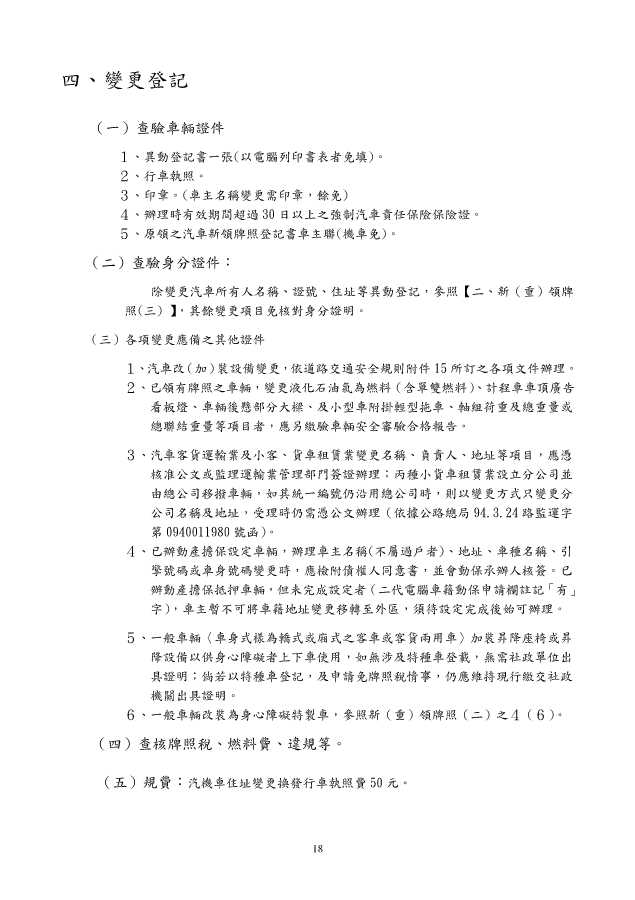 四、變更登記
（一）查驗車輛證件
１、異動登記書一張(以電腦列印書表者免填)。
２、行車執照。
３、印章。(車主名稱變更需印章，餘免)
４、辦理時有效期間超過 30 日以上之強制汽車責任保險保險證。
５、原領之汽車新領牌照登記書車主聯(機車免)。
（二）查驗身分證件：
除變更汽車所有人名稱、證號、住址等異動登記，參照【二、新（重）領牌
照(三）】，其餘變更項目免核對身分證明。
（三）各項變更應備之其他證件
１、汽車改（加）裝設備變更，依道路交通安全規則附件 15 所訂之各項文件辦理。
２、已領有牌照之車輛，變更液化石油氣為燃料（含單雙燃料）、計程車車頂廣告
看板燈、車輛後懸部分大樑、及小型車附掛輕型拖車、軸組荷重及總重量或
總聯結重量等項目者，應另繳驗車輛安全審驗合格報告。
３、汽車客貨運輸業及小客、貨車租賃業變更名稱、負責人、地址等項目，應憑
核准公文或監理運輸業管理部門簽證辦理；丙種小貨車租賃業設立分公司並
由總公司移撥車輛，如其統一編號仍沿用總公司時，則以變更方式只變更分
公司名稱及地址，受理時仍需憑公文辦理（依據公路總局 94.3.24 路監運字
第 0940011980 號函)。
４、已辦動產擔保設定車輛，辦理車主名稱(不屬過戶者)、地址、車種名稱、引
擎號碼或車身號碼變更時，應檢附債權人同意書，並會動保承辦人核簽。已
辦動產擔保抵押車輛，但未完成設定者（二代電腦車籍動保申請欄註記「有」
字），車主暫不可將車籍地址變更移轉至外區，須待設定完成後始可辦理。
５、一般車輛〈車身式樣為轎式或廂式之客車或客貨兩用車〉加裝昇降座椅或昇
降設備以供身心障礙者上下車使用，如無涉及特種車登載，無需社政單位出
具證明；倘若以特種車登記，及申請免牌照稅情事，仍應維持現行繳交社政
機關出具證明。
６、一般車輛改裝為身心障礙特製車，參照新（重）領牌照（二）之４（６）。
（四）查核牌照稅、燃料費、違規等。
（五）規費：汽機車住址變更換發行車執照費 50 元。
18